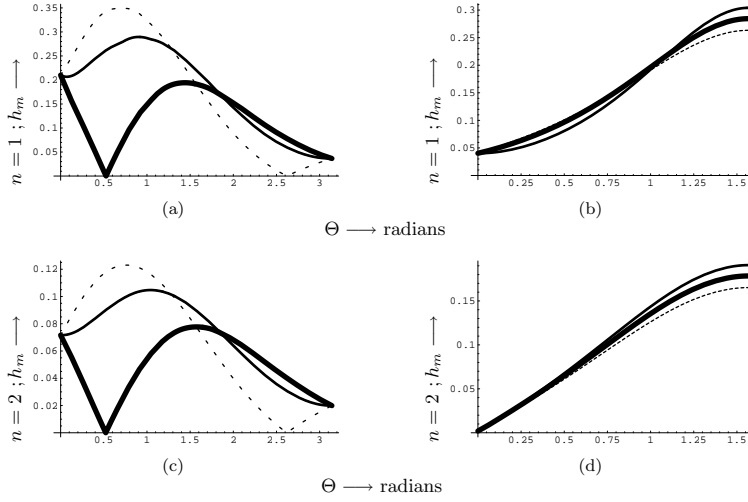 0.35
0.3
0.25
0.2
0.15
0.1
0.05
0.5 1 1.5 2 2.5 3
n = 1 ; h_m ⟶
(a)
0.3
0.25
0.2
0.15
0.1
0.05
0.25 0.5 0.75 1 1.25 1.5
n = 1 ; h_m ⟶
(b)
Θ ⟶ radians
0.12
0.1
0.08
0.06
0.04
0.02
0.5 1 1.5 2 2.5 3
n = 2 ; h_m ⟶
(c)
0.15
0.1
0.05
0.25 0.5 0.75 1 1.25 1.5
n = 2 ; h_m ⟶
(d)
Θ ⟶ radians